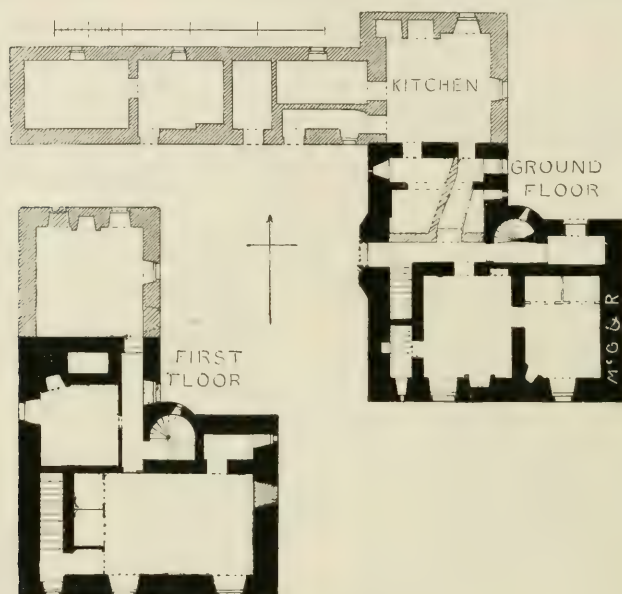 KITCHEN
GROUND
FLOOR
FIRST
FLOOR
McG & R